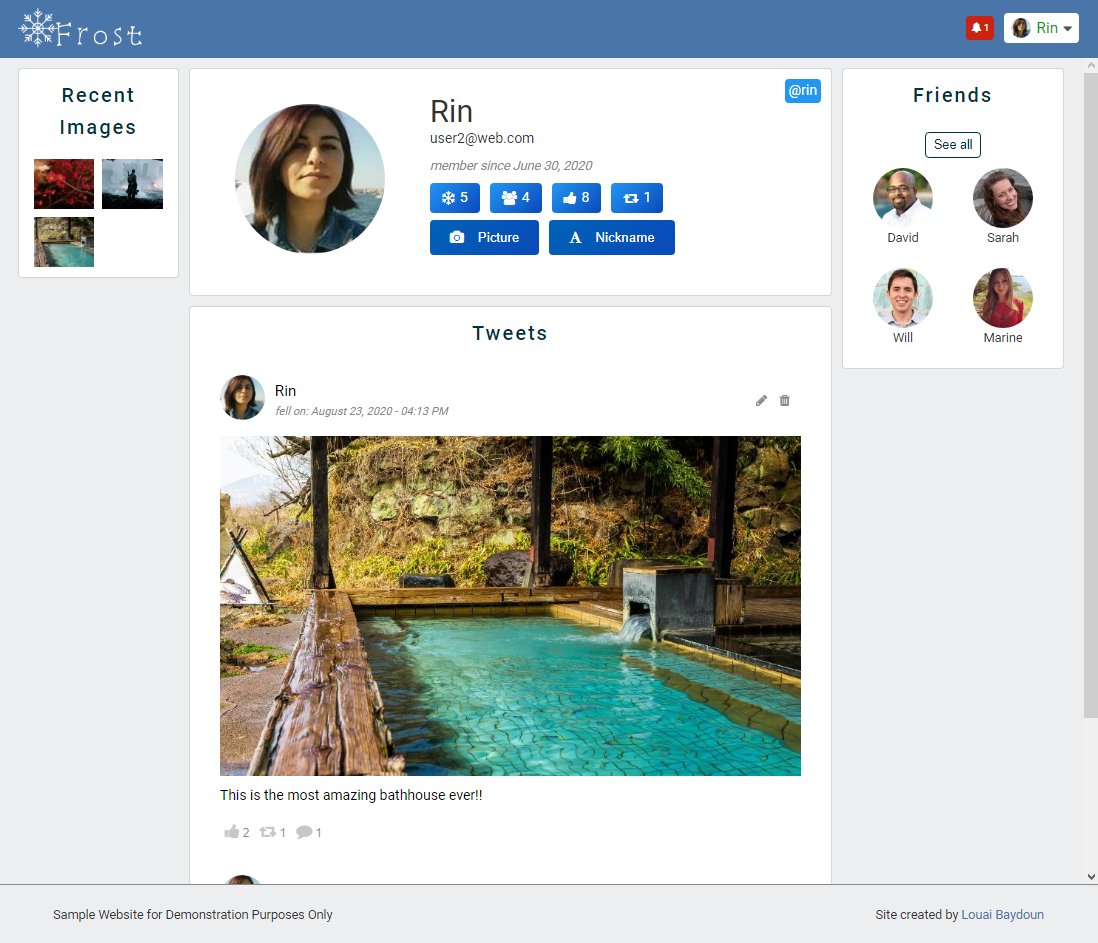 Frost
1
Rin
Recent
Images
@rin
Rin
user2@web.com
member since June 30, 2020
5
4
8
1
Picture
A Nickname
Tweets
Rin
fell on: August 23, 2020 - 04:13 PM
This is the most amazing bathhouse ever!!
2
1
1
Friends
See all
David
Sarah
Will
Marine
Sample Website for Demonstration Purposes Only
Site created by Louai Baydoun